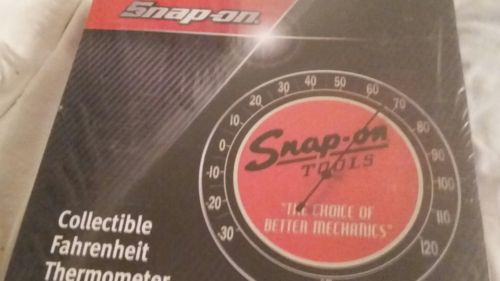 Snap-on
-30
-20
-10
0
10
20
30
40
50
60
70
80
90
100
110
120
Snap-on
TOOLS
"THE CHOICE OF
BETTER MECHANICS"
Collectible
Fahrenheit
Thermometer